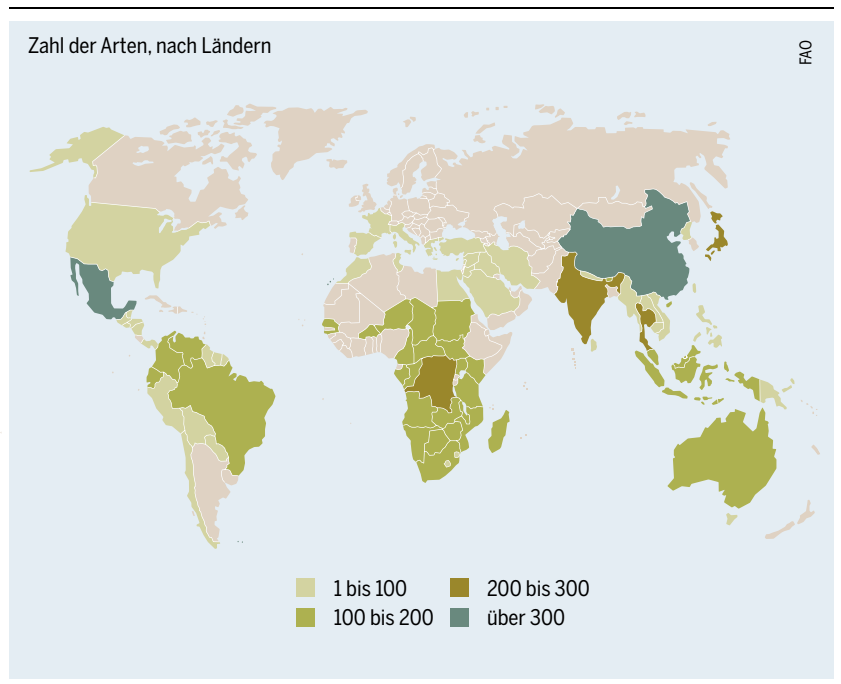 Zahl der Arten, nach Ländern
FAO
1 bis 100
200 bis 300
100 bis 200
über 300